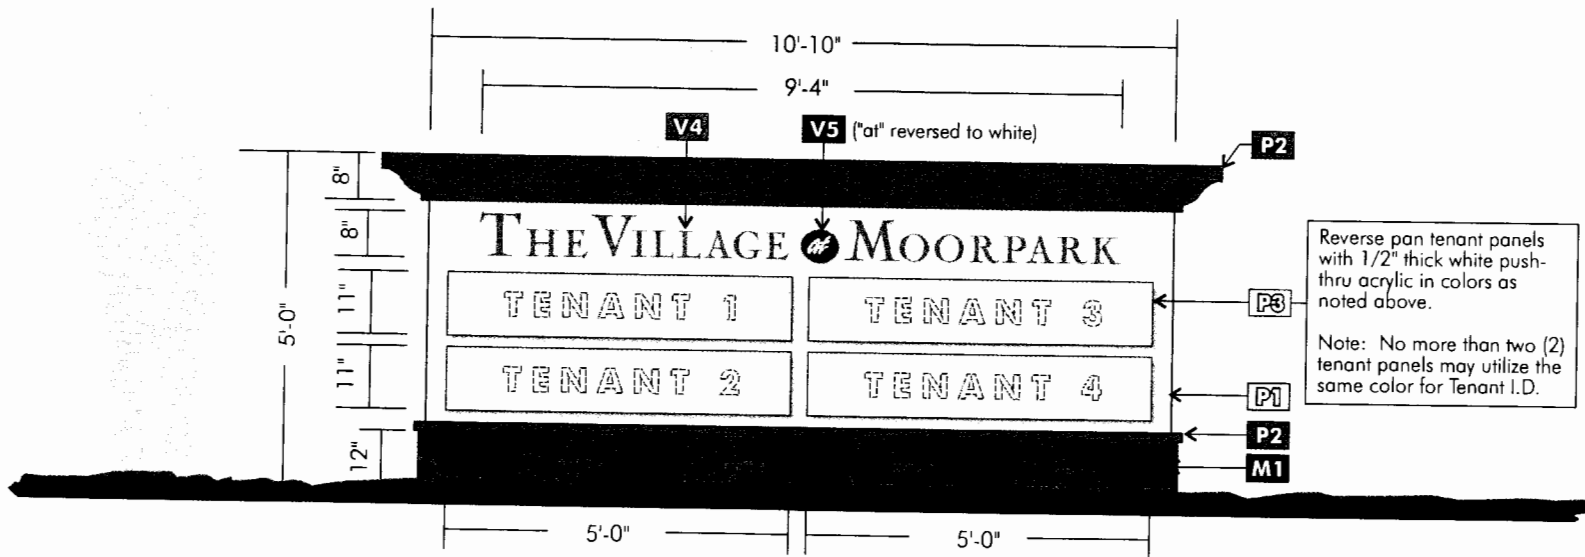 10'-10"
9'-4"
V4
V5 ("at" reversed to white)
P2
8"
8"
11"
11"
12"
5'-0"
THE VILLAGE at MOORPARK
TENANT 1
TENANT 3
TENANT 2
TENANT 4
P3
P1
P2
M1
Reverse pan tenant panels
with 1/2" thick white push-
thru acrylic in colors as
noted above.
Note: No more than two (2)
tenant panels may utilize the
same color for Tenant I.D.
5'-0"
5'-0"